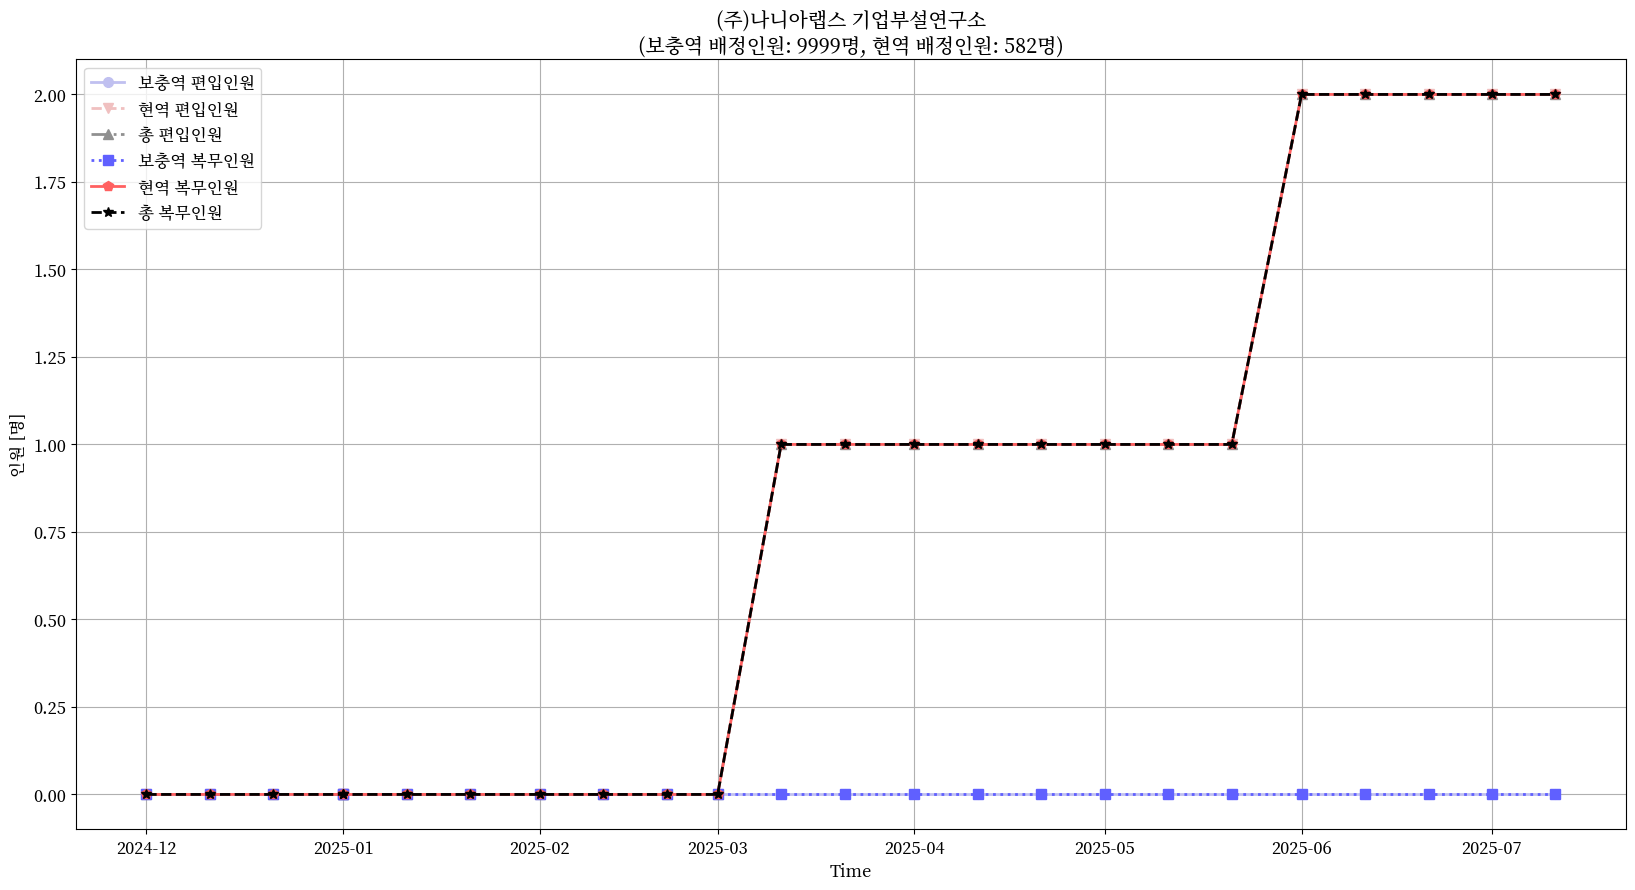 (주)나니아랩스 기업부설연구소
(보충역 배정인원: 9999명, 현역 배정인원: 582명)
보충역 편입인원
현역 편입인원
총 편입인원
보충역 복무인원
현역 복무인원
총 복무인원
2.00
1.75
1.50
1.25
1.00
0.75
0.50
0.25
0.00
인원 [명]
2024-12
2025-01
2025-02
2025-03
2025-04
2025-05
2025-06
2025-07
Time